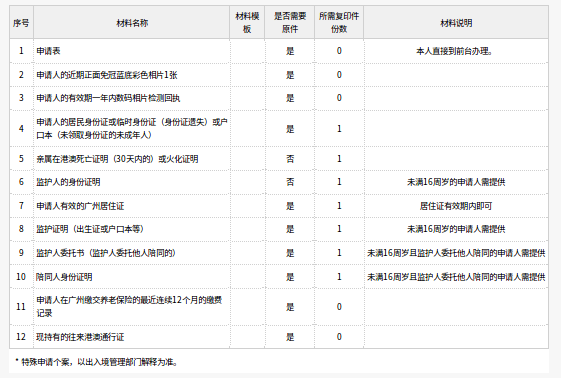 序号 材料名称 材料模板 是否需要原件 所需复印件份数 材料说明
1 申请表 是 0 本人直接到前台办理。
2 申请人的近期正面免冠蓝底彩色相片1张 是 0
3 申请人的有效期一年内数码相片检测回执 是 0
4 申请人的居民身份证或临时身份证（身份证遗失）或户
口本（未领取身份证的未成年人） 是 1
5 亲属在港澳死亡证明（30天内的）或火化证明 否 1
6 监护人的身份证明 否 1 未满16周岁的申请人需提供
7 申请人有效的广州居住证 是 1 居住证有效期内即可
8 监护证明（出生证或户口本等） 是 1 未满16周岁的申请人需提供
9 监护人委托书（监护人委托他人陪同的） 是 1 未满16周岁且监护人委托他人陪同的申请人需提供
10 陪同人身份证明 是 1 未满16周岁且监护人委托他人陪同的申请人需提供
11 申请人在广州缴交养老保险的最近连续12个月的缴费
记录 是 0
12 现持有的往来港澳通行证 是 0
* 特殊申请个案，以出入境管理部门解释为准。